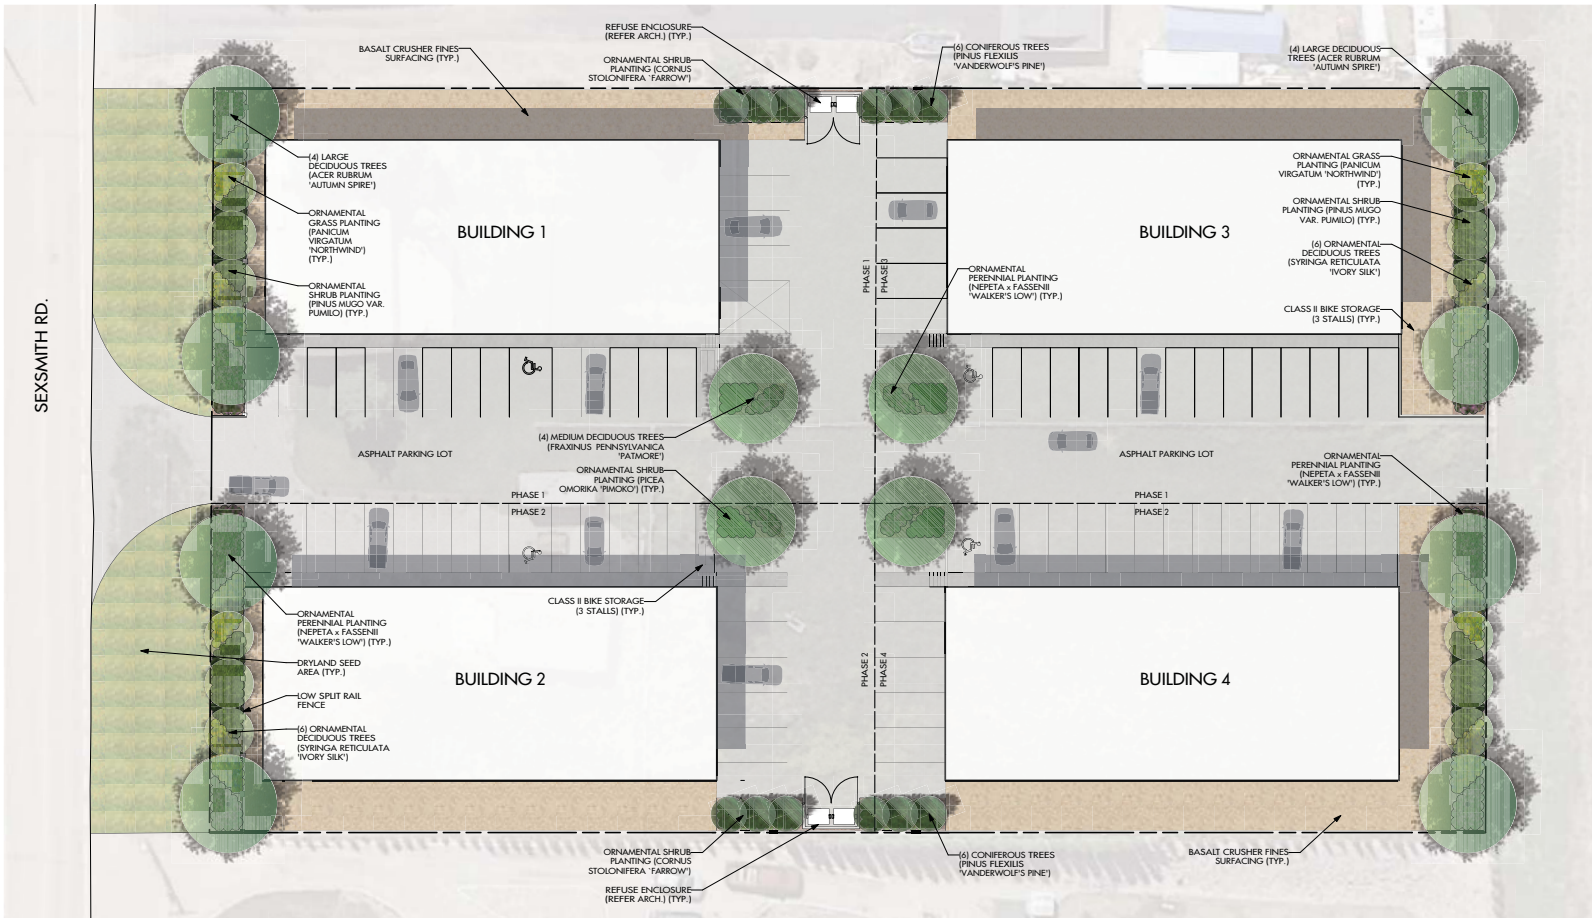 REFUSE ENCLOSURE
(REFER ARCH.) (TYP.)
BASALT CRUSHER FINES
SURFACING (TYP.)
ORNAMENTAL SHRUB
PLANTING (CORNUS
STOLONIFERA `FARROW')
(6) CONIFEROUS TREES
(PINUS FLEXILIS
'VANDERWOLF'S PINE')
(4) LARGE DECIDUOUS
TREES (ACER RUBRUM
'AUTUMN SPIRE')
(4) LARGE
DECIDUOUS TREES
(ACER RUBRUM
'AUTUMN SPIRE')
ORNAMENTAL
GRASS PLANTING
(PANICUM
VIRGATUM
'NORTHWIND')
(TYP.)
ORNAMENTAL
SHRUB PLANTING
(PINUS MUGO VAR.
PUMILO) (TYP.)
BUILDING 1
BUILDING 3
PHASE 1
PHASE 3
ORNAMENTAL
PERENNIAL PLANTING
(NEPETA x FASSENII
'WALKER'S LOW') (TYP.)
ORNAMENTAL GRASS
PLANTING (PANICUM
VIRGATUM 'NORTHWIND')
(TYP.)
ORNAMENTAL SHRUB
PLANTING (PINUS MUGO
VAR. PUMILO) (TYP.)
(6) ORNAMENTAL
DECIDUOUS TREES
(SYRINGA RETICULATA
'IVORY SILK')
CLASS II BIKE STORAGE
(3 STALLS) (TYP.)
SEXSMITH RD.
ASPHALT PARKING LOT
(4) MEDIUM DECIDUOUS TREES
(FRAXINUS PENNSYLVANICA
'PATMORE')
ORNAMENTAL SHRUB
PLANTING (PICEA
OMORIKA 'PIMOKO') (TYP.)
ASPHALT PARKING LOT
ORNAMENTAL
PERENNIAL PLANTING
(NEPETA x FASSENII
'WALKER'S LOW') (TYP.)
PHASE 1
PHASE 2
PHASE 1
PHASE 2
CLASS II BIKE STORAGE
(3 STALLS) (TYP.)
ORNAMENTAL
PERENNIAL PLANTING
(NEPETA x FASSENII
'WALKER'S LOW') (TYP.)
DRYLAND SEED
AREA (TYP.)
LOW SPLIT RAIL
FENCE
(6) ORNAMENTAL
DECIDUOUS TREES
(SYRINGA RETICULATA
'IVORY SILK')
BUILDING 2
PHASE 2
PHASE 4
BUILDING 4
ORNAMENTAL SHRUB
PLANTING (CORNUS
STOLONIFERA `FARROW')
REFUSE ENCLOSURE
(REFER ARCH.) (TYP.)
(6) CONIFEROUS TREES
(PINUS FLEXILIS
'VANDERWOLF'S PINE')
BASALT CRUSHER FINES
SURFACING (TYP.)